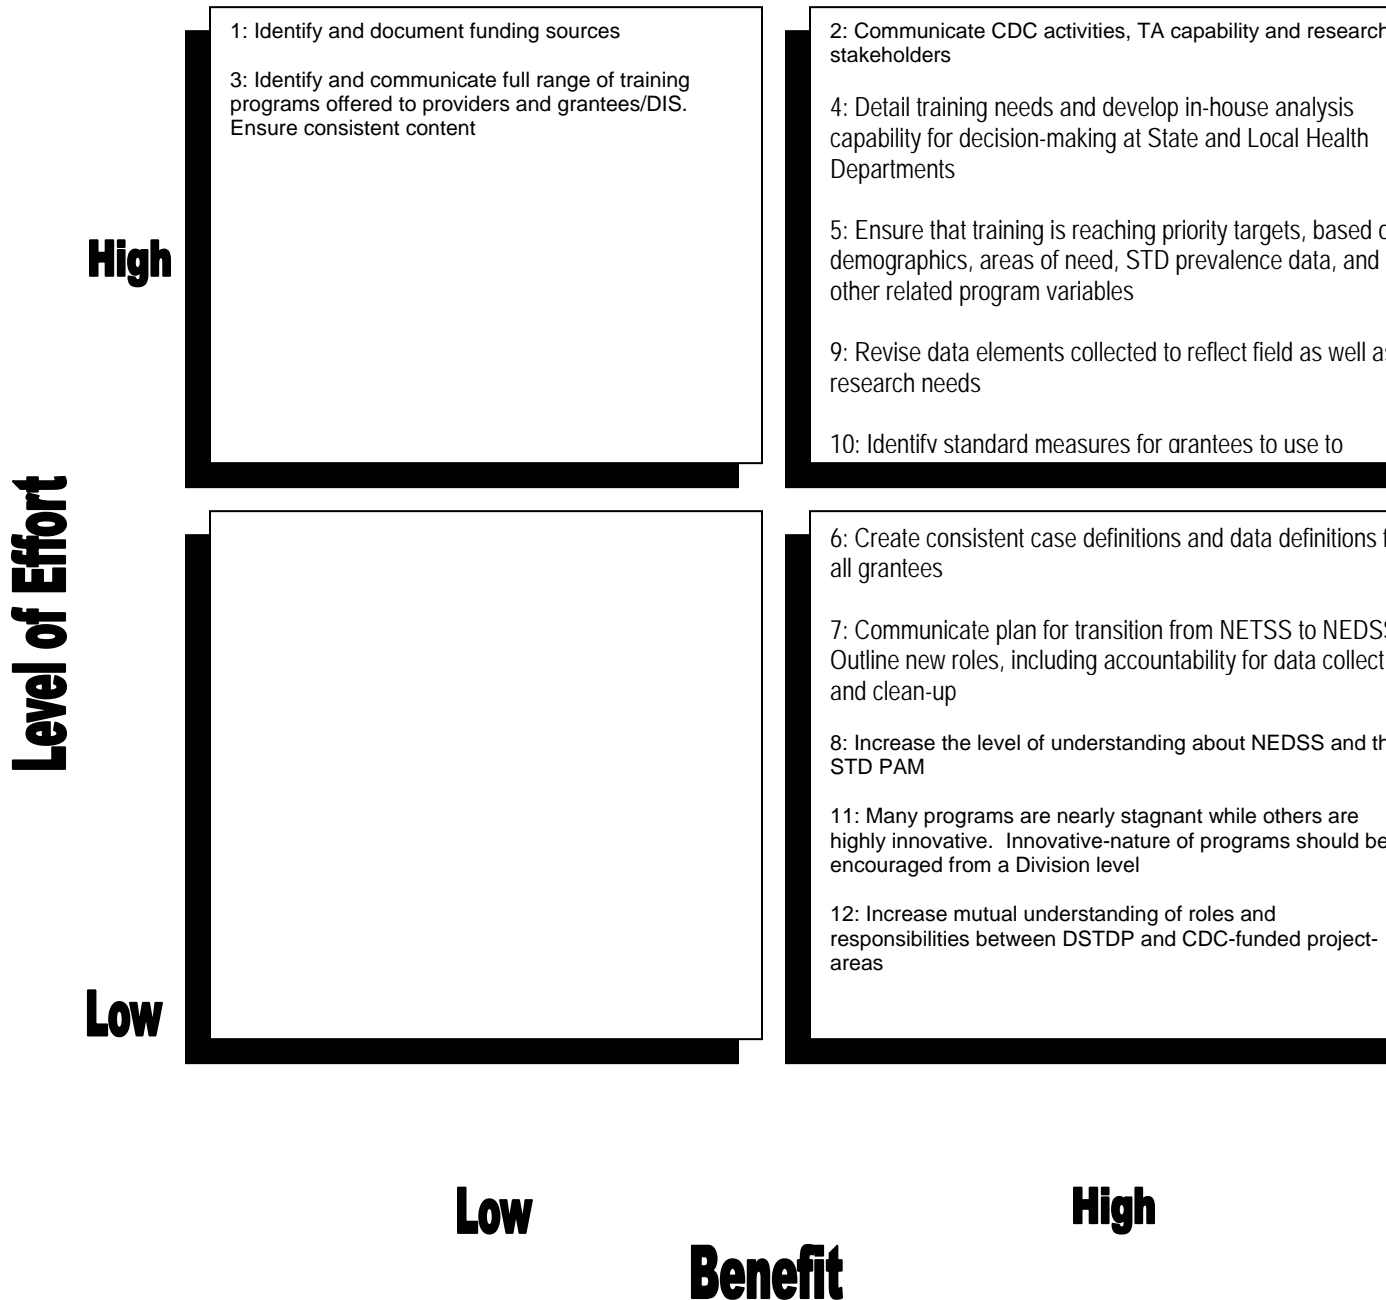 1: Identify and document funding sources
3: Identify and communicate full range of training
programs offered to providers and grantees/DIS.
Ensure consistent content
2: Communicate CDC activities, TA capability and research
stakeholders
4: Detail training needs and develop in-house analysis
capability for decision-making at State and Local Health
Departments
5: Ensure that training is reaching priority targets, based
demographics, areas of need, STD prevalence data, and
other related program variables
9: Revise data elements collected to reflect field as well as
research needs
10: Identify standard measures for grantees to use to
High
Level of Effort
6: Create consistent case definitions and data definitions
all grantees
7: Communicate plan for transition from NETSS to NEDSS
Outline new roles, including accountability for data collect
and clean-up
8: Increase the level of understanding about NEDSS and th
STD PAM
11: Many programs are nearly stagnant while others are
highly innovative.  Innovative-nature of programs should be
encouraged from a Division level
12: Increase mutual understanding of roles and
responsibilities between DSTDP and CDC-funded project-
areas
Low
Low
High
Benefit